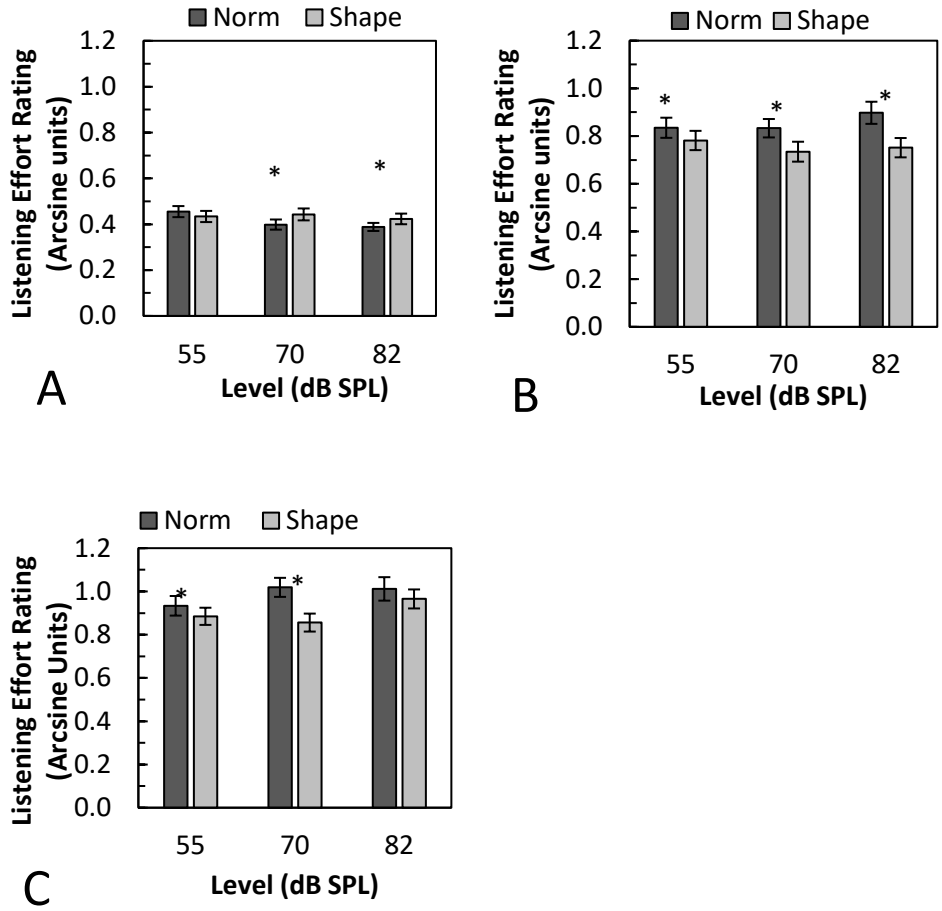 Norm Shape
Listening Effort Rating
(Arcsine units)
1.2
1.0
0.8
0.6
0.4
0.2
0.0
*
*
55 70 82
Level (dB SPL)
A
Norm Shape
Listening Effort Rating
(Arcsine units)
1.2
1.0
0.8
0.6
0.4
0.2
0.0
*
*
*
55 70 82
Level (dB SPL)
B
Norm Shape
Listening Effort Rating
(Arcsine Units)
1.2
1.0
0.8
0.6
0.4
0.2
0.0
*
*
55 70 82
Level (dB SPL)
C